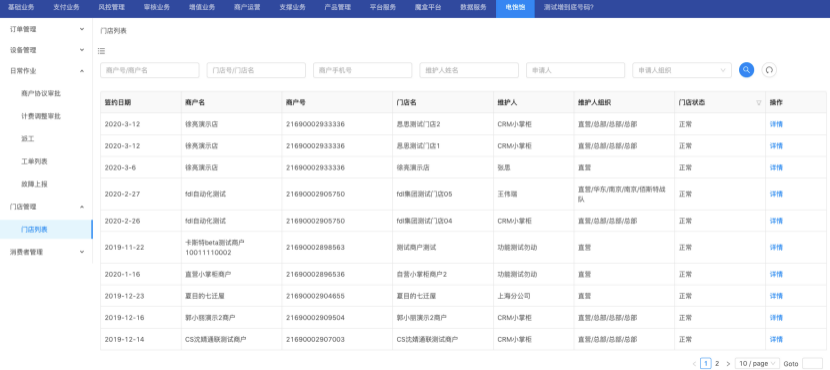 基础业务 支付业务 风控管理 审核业务 增值业务 商户运营 支撑业务 产品管理 平台服务 魔盒平台 数据服务 电饱饱 测试增到底号码?
订单管理
设备管理
日常作业
商户协议审批
计费调整审批
派工
工单列表
故障上报
门店管理
门店列表
消费者管理
门店列表
商户号/商户名 门店号/门店名 商户手机号 维护人姓名 申请人 申请人组织
签约日期 商户名 商户号 门店名 维护人 维护人组织 门店状态 操作
2020-3-12 徐亮演示店 21690002933336 思思测试门店2 CRM小掌柜 直营/总部/总部/总部 正常 详情
2020-3-12 徐亮演示店 21690002933336 思思测试门店1 CRM小掌柜 直营/总部/总部/总部 正常 详情
2020-3-6 徐亮演示店 21690002933336 徐亮演示店 张思 直营 正常 详情
2020-2-27 fdl自动化测试 21690002905750 fdl集团测试门店05 王伟瑞 直营/华东/南京/南京/信斯特战队 正常 详情
2020-2-26 fdl自动化测试 21690002905750 fdl集团测试门店04 CRM小掌柜 直营/总部/总部/总部 正常 详情
2019-11-22 卡斯特beta测试商户10011110002 21690002898563 测试商户测试 功能测试勿动 直营 正常 详情
2020-1-16 直营小掌柜商户 21690002896536 自营小掌柜商户2 功能测试勿动 直营 正常 详情
2019-12-23 夏目的七迁屋 21690002904655 夏目的七迁屋 上海分公司 直营 正常 详情
2019-12-16 郭小丽演示2商户 21690002909504 郭小丽演示2商户 CRM小掌柜 直营/总部/总部/总部 正常 详情
2019-12-14 CS沈婧通联测试商户 21690002907003 CS沈婧通联测试商户 CRM小掌柜 直营/总部/总部/总部 正常 详情
1 2 10 / page Goto